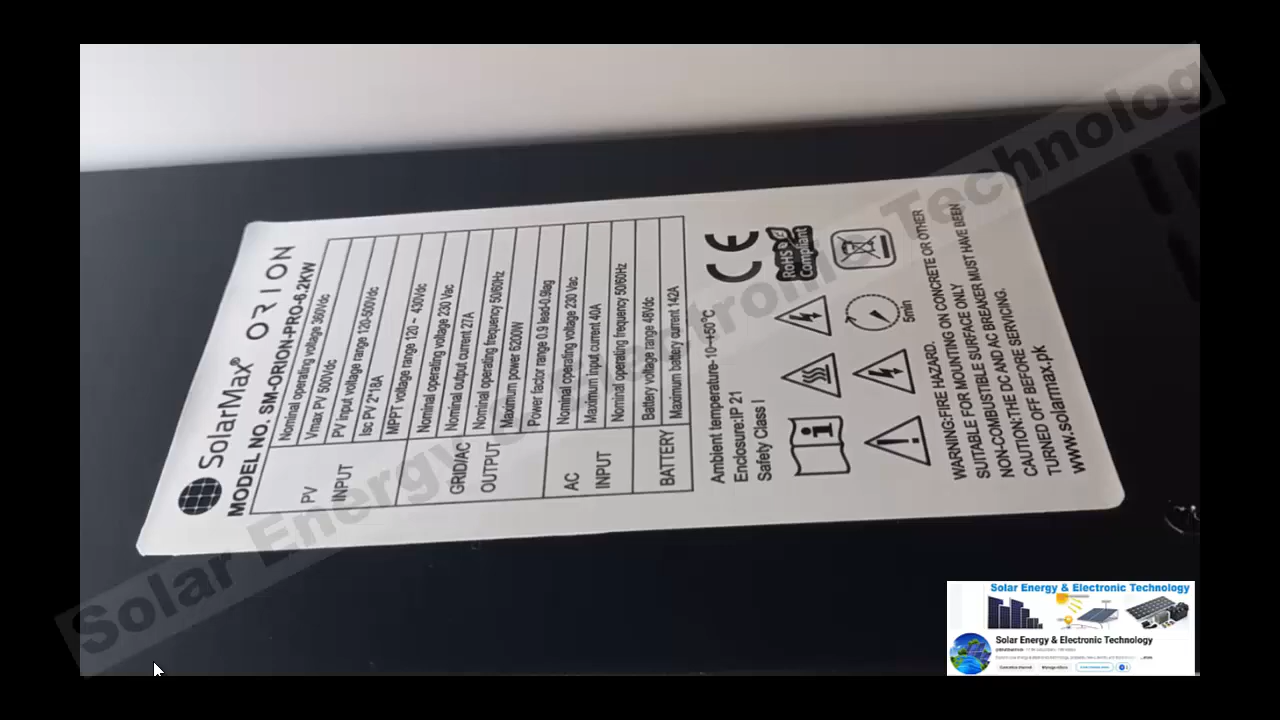 SolarMax® ORION
MODEL NO. SM-ORION-PRO-6.2KW
PV
INPUT
Nominal operating voltage 360Vdc
Vmax PV 500Vdc
PV input voltage range 120-500Vdc
Isc PV 2*18A
MPPT voltage range 120 ~ 430Vdc
GRID/AC
OUTPUT
Nominal operating voltage 230 Vac
Nominal output current 27A
Nominal operating frequency 50/60Hz
Maximum power 6200W
Power factor range 0.9 lead-0.9lag
AC
INPUT
Nominal operating voltage 230 Vac
Maximum input current 40A
Nominal operating frequency 50/60Hz
BATTERY
Battery voltage range 48Vdc
Maximum battery current 142A
Ambient temperature-10~+50°C
Enclosure:IP 21
Safety Class I
CE
RoHS
Compliant
5min
WARNING:FIRE HAZARD.
SUITABLE FOR MOUNTING ON CONCRETE OR OTHER
NON-COMBUSTIBLE SURFACE ONLY
CAUTION:THE DC AND AC BREAKER MUST HAVE BEEN
TURNED OFF BEFORE SERVICING.
www.solarmax.pk
Solar Energy & Electronic Technolog
Solar Energy & Electronic Technology
Solar Energy & Electronic Technology
Customize channel
Manage videos